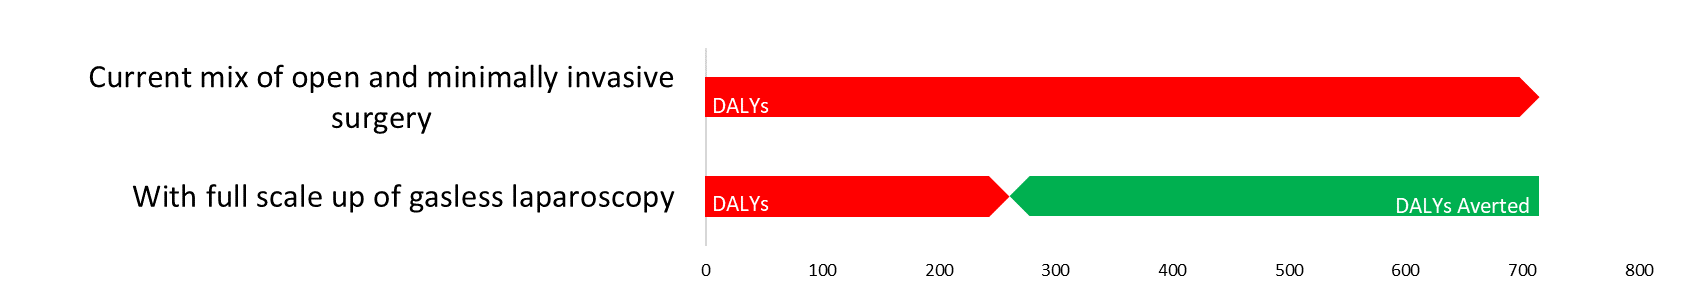 Current mix of open and minimally invasive
surgery
DALYs
With full scale up of gasless laparoscopy
DALYs
DALYs Averted
0 100 200 300 400 500 600 700 800